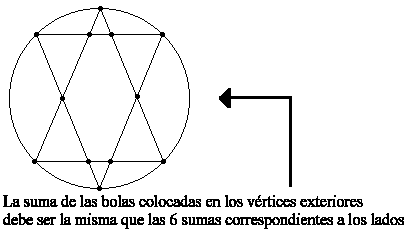 La suma de las bolas colocadas en los vértices exteriores
debe ser la misma que las 6 sumas correspondientes a los lados